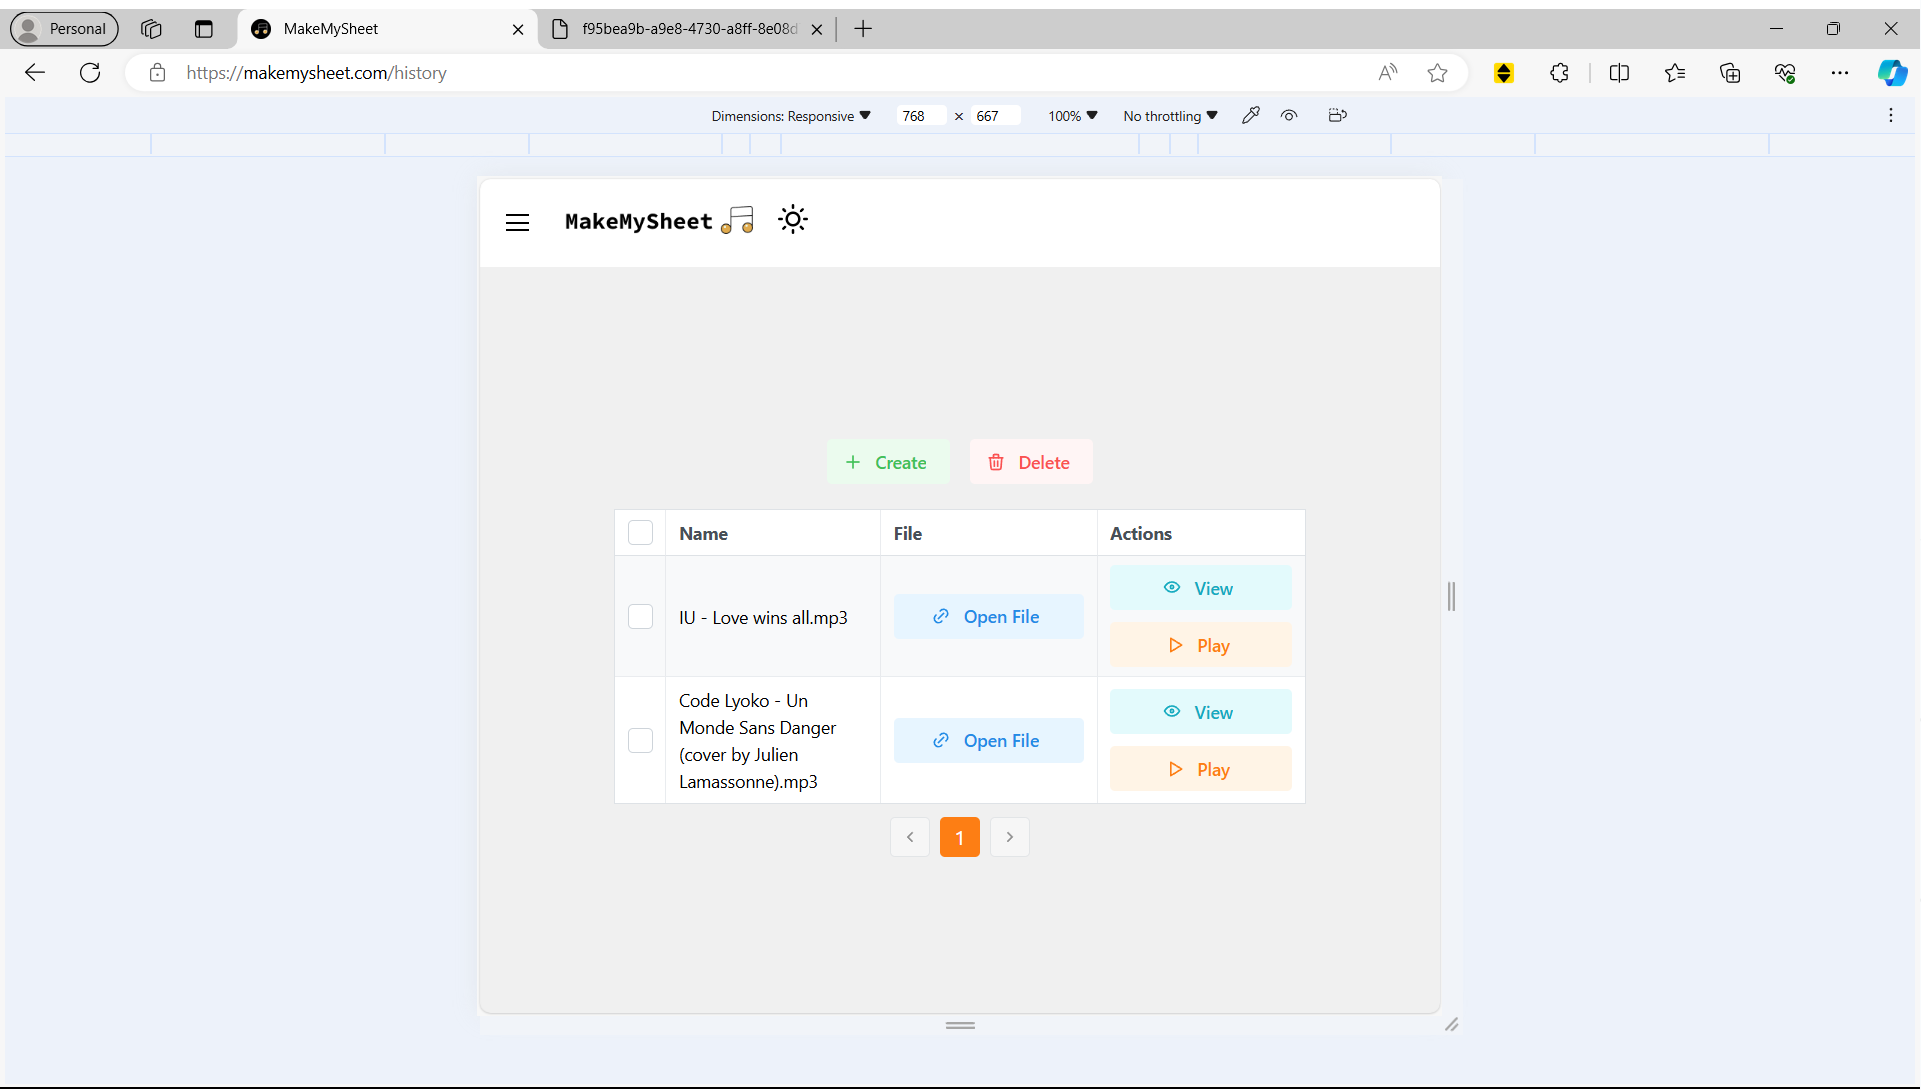 Personal
MakeMySheet
f95bea9b-a9e8-4730-a8ff-8e08d
https://makemysheet.com/history
Dimensions: Responsive 768 × 667 100% No throttling
MakeMySheet
Create Delete
Name File Actions
IU - Love wins all.mp3
Open File
View
Play
Code Lyoko - Un
Monde Sans Danger
(cover by Julien
Lamassonne).mp3
Open File
View
Play
1